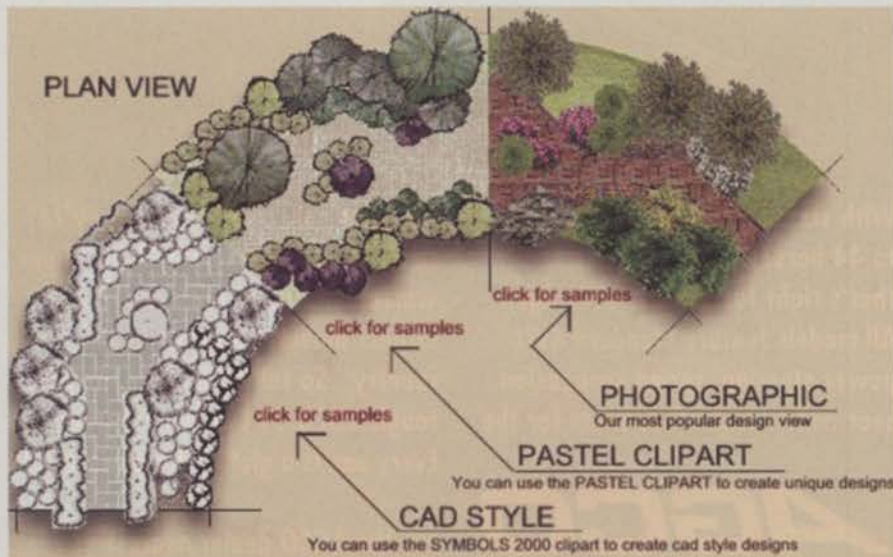 PLAN VIEW
click for samples
click for samples
click for samples
PHOTOGRAPHIC
Our most popular design view
PASTEL CLIPART
You can use the PASTEL CLIPART to create unique designs
CAD STYLE
You can use the SYMBOLS 2000 clipart to create cad style designs